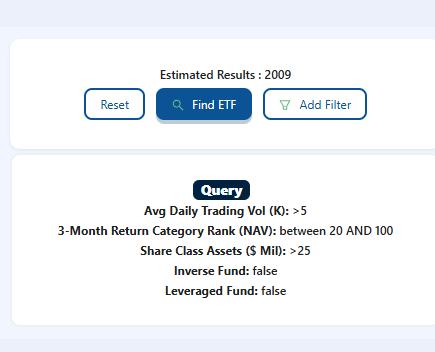 Estimated Results : 2009
Reset Find ETF Add Filter
Query
Avg Daily Trading Vol (K): >5
3-Month Return Category Rank (NAV): between 20 AND 100
Share Class Assets ($ Mil): >25
Inverse Fund: false
Leveraged Fund: false